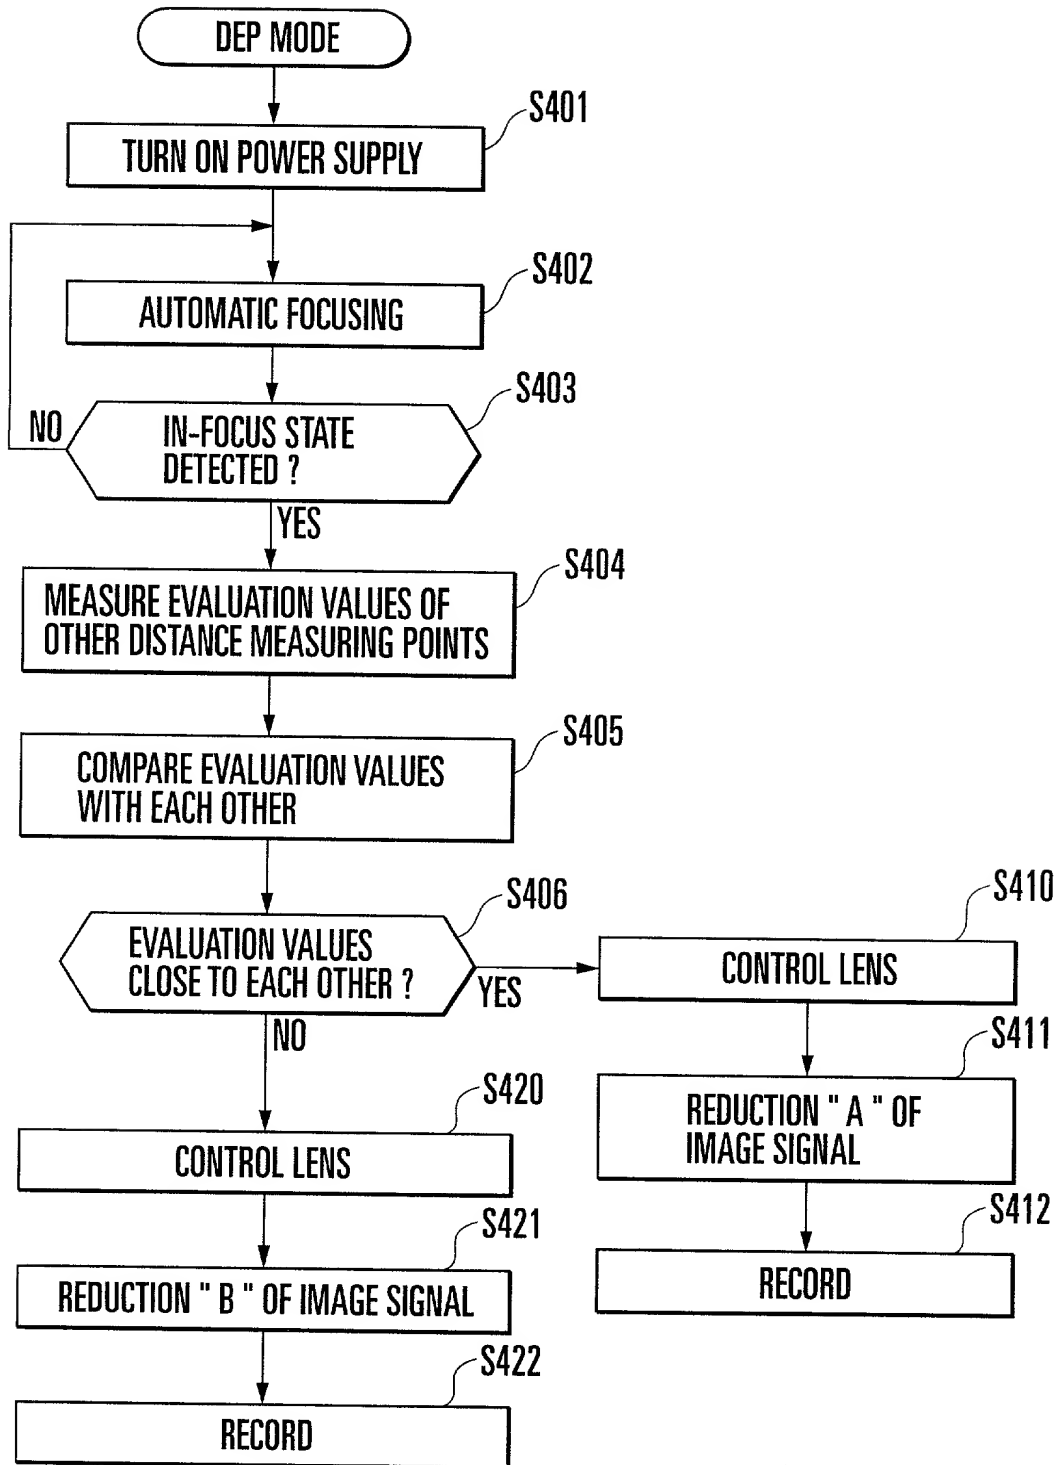 DEP MODE
S401
TURN ON POWER SUPPLY
S402
AUTOMATIC FOCUSING
S403
NO
IN-FOCUS STATE
DETECTED ?
YES
S404
MEASURE EVALUATION VALUES OF
OTHER DISTANCE MEASURING POINTS
S405
COMPARE EVALUATION VALUES
WITH EACH OTHER
S406
EVALUATION VALUES
CLOSE TO EACH OTHER ?
YES
NO
S410
CONTROL LENS
S411
REDUCTION " A " OF
IMAGE SIGNAL
S412
RECORD
S420
CONTROL LENS
S421
REDUCTION " B " OF IMAGE SIGNAL
S422
RECORD